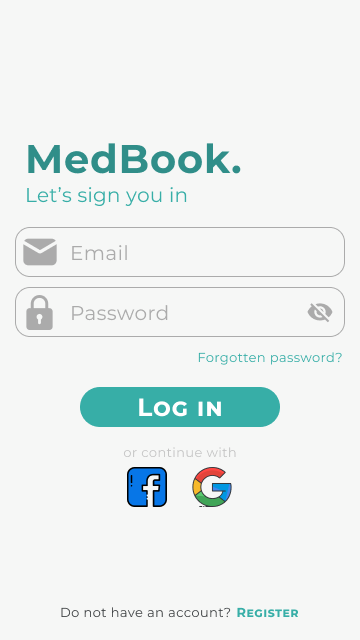 MedBook.
Let's sign you in
Email
Password
Forgotten password?
LOG IN
or continue with
Do not have an account? REGISTER